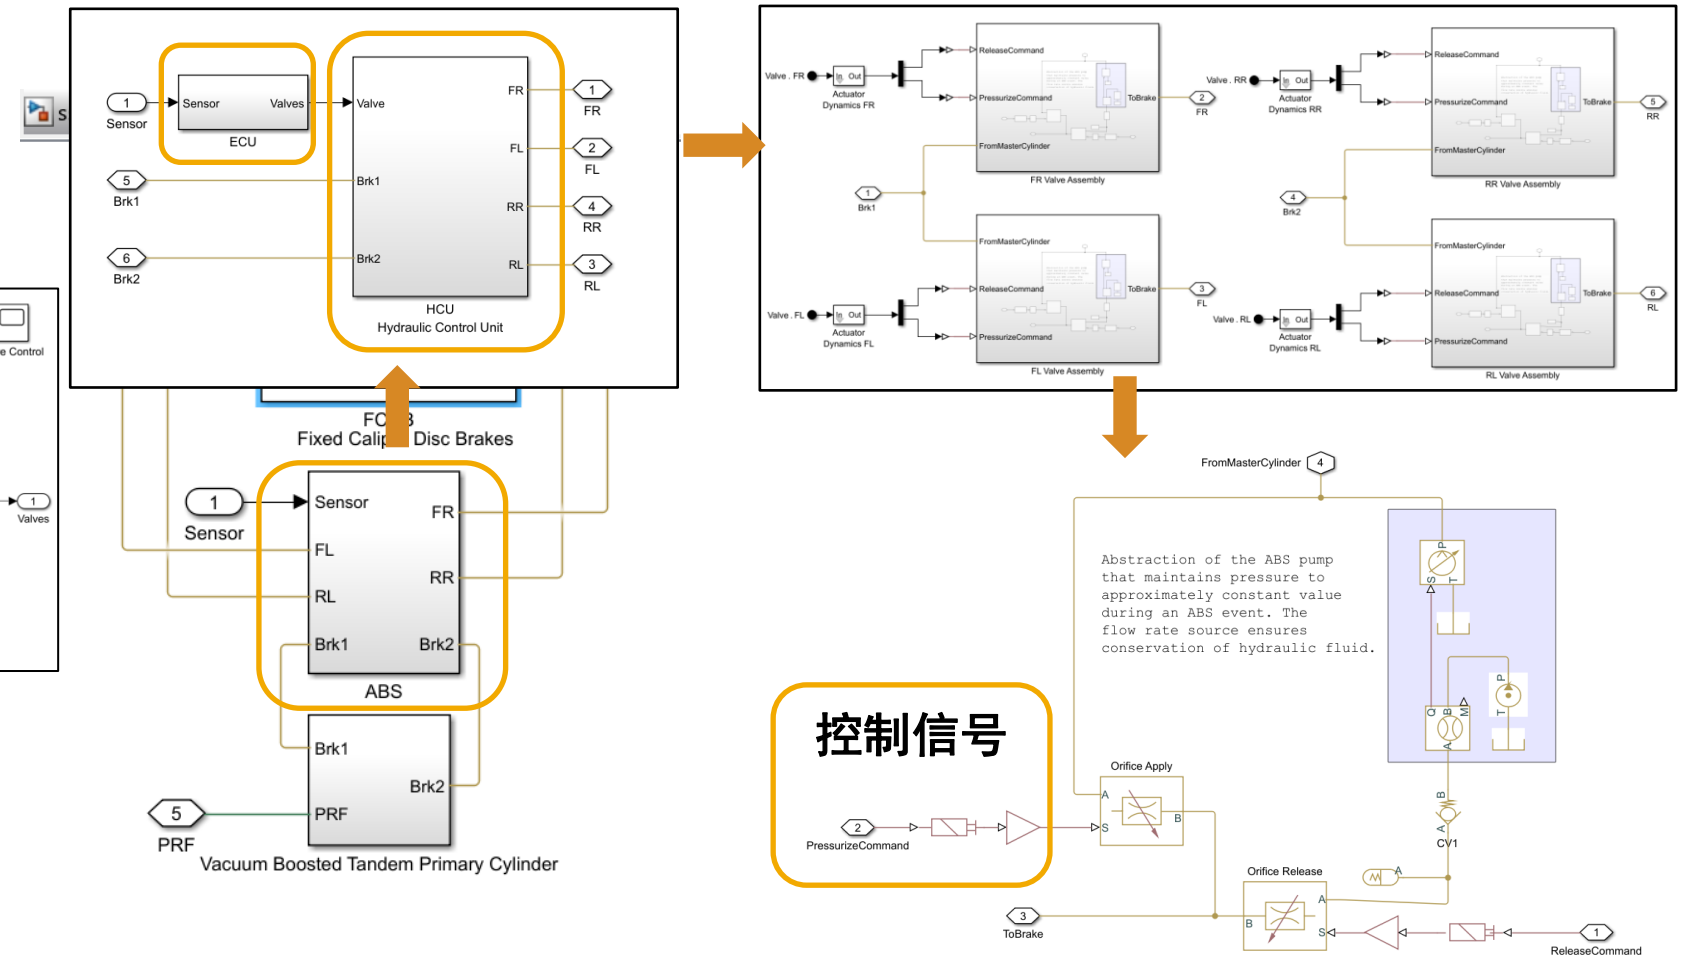 S
1
Sensor
Sensor
Valves
ECU
Valve
FR
1
FR
FL
2
FL
5
Brk1
Brk1
RR
4
RR
6
Brk2
Brk2
RL
3
RL
HCU
Hydraulic Control Unit
e Control
1
Valves
Fixed Calip
Disc Brakes
1
Sensor
Sensor
FR
FL
RR
RL
Brk1
Brk2
ABS
Brk1
Brk2
5
PRF
PRF
Vacuum Boosted Tandem Primary Cylinder
Valve . FR
In Out
Actuator
Dynamics FR
ReleaseCommand
PressurizeCommand
ToBrake
FromMasterCylinder
2
FR
FR Valve Assembly
1
Brk1
Valve . FL
In Out
Actuator
Dynamics FL
FromMasterCylinder
ReleaseCommand
ToBrake
PressurizeCommand
3
FL
FL Valve Assembly
Valve . RR
In Out
Actuator
Dynamics RR
ReleaseCommand
PressurizeCommand
ToBrake
FromMasterCylinder
5
RR
RR Valve Assembly
4
Brk2
Valve . RL
In Out
Actuator
Dynamics RL
FromMasterCylinder
ReleaseCommand
ToBrake
PressurizeCommand
6
RL
RL Valve Assembly
FromMasterCylinder
4
Abstraction of the ABS pump
that maintains pressure to
approximately constant value
during an ABS event. The
flow rate source ensures
conservation of hydraulic fluid.
P
S
T
P
T
Q
B
M
A
B
A
CV1
A
控制信号
2
PressurizeCommand
Orifice Apply
A
S
B
Orifice Release
A
B
S
3
ToBrake
1
ReleaseCommand